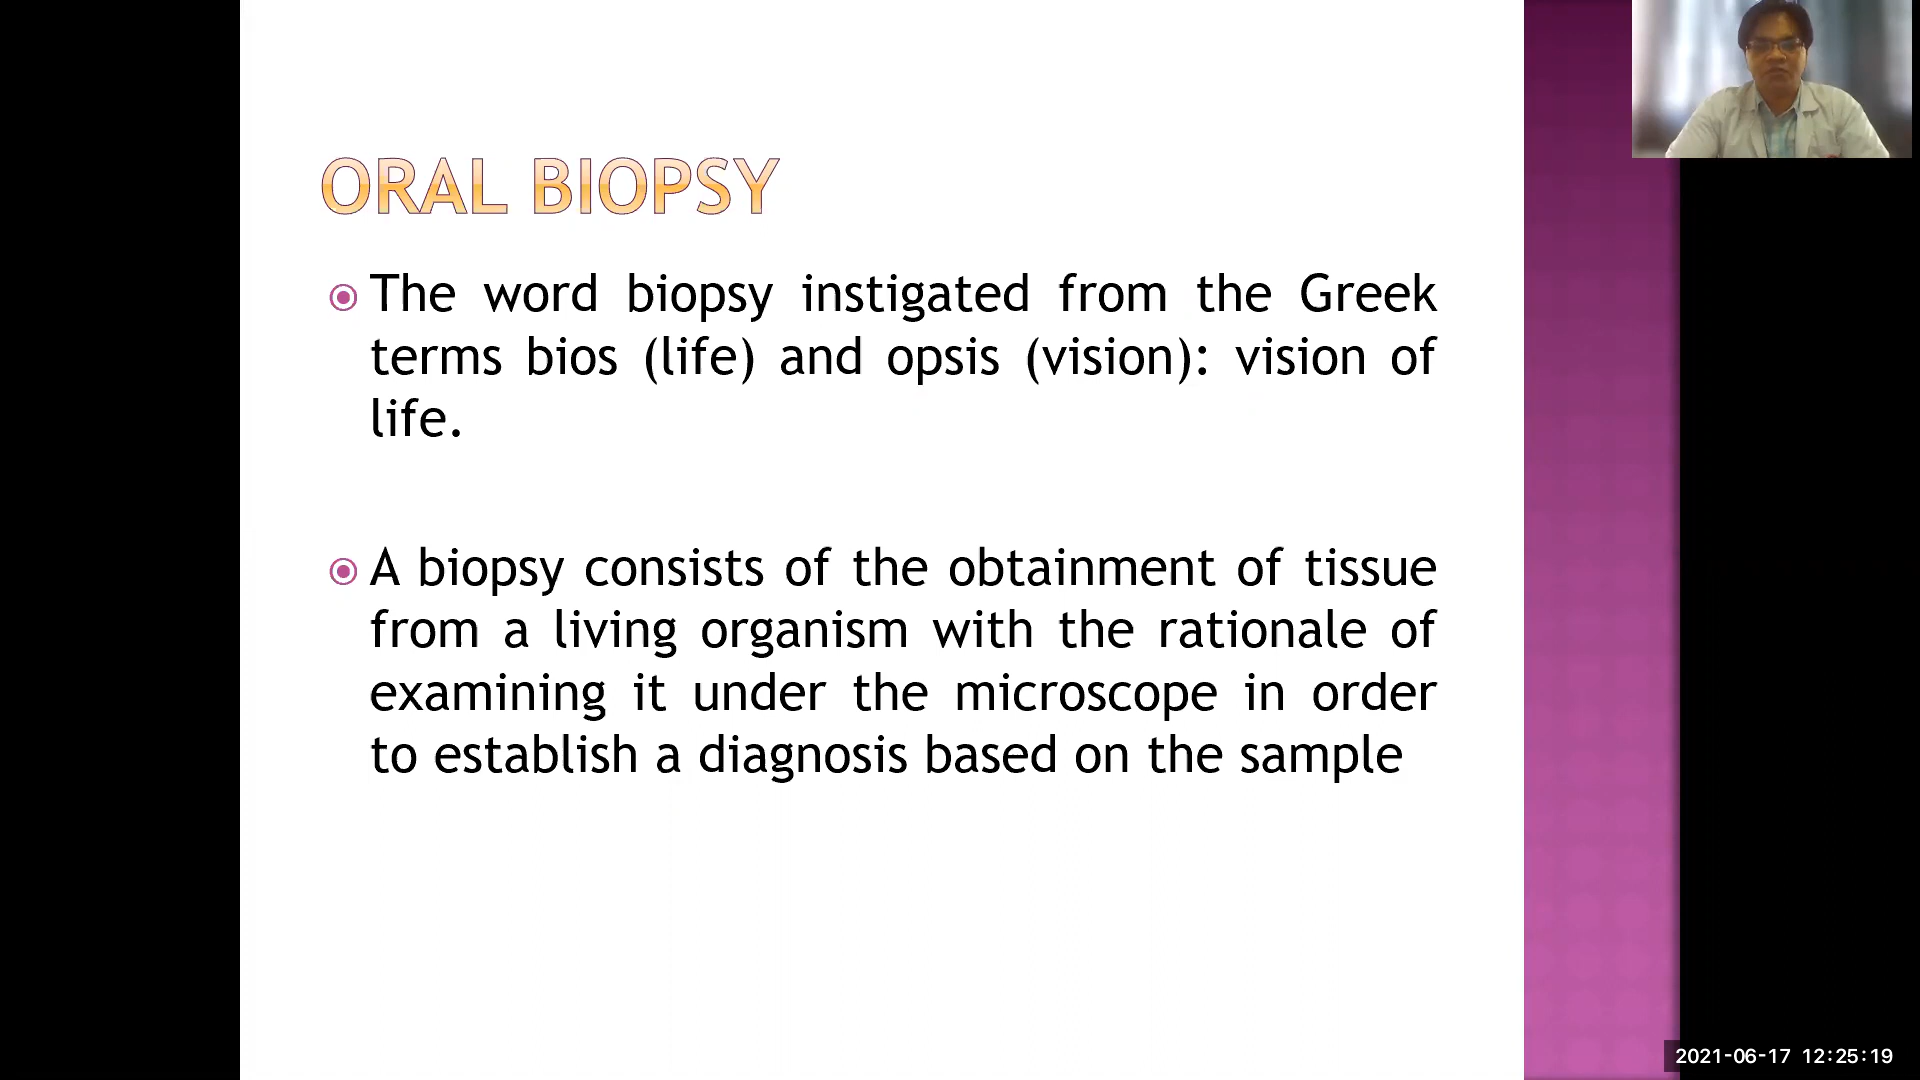 ORAL BIOPSY
The word biopsy instigated from the Greek
terms bios (life) and opsis (vision): vision of
life.
A biopsy consists of the obtainment of tissue
from a living organism with the rationale of
examining it under the microscope in order
to establish a diagnosis based on the sample
2021-06-17 12:25:19